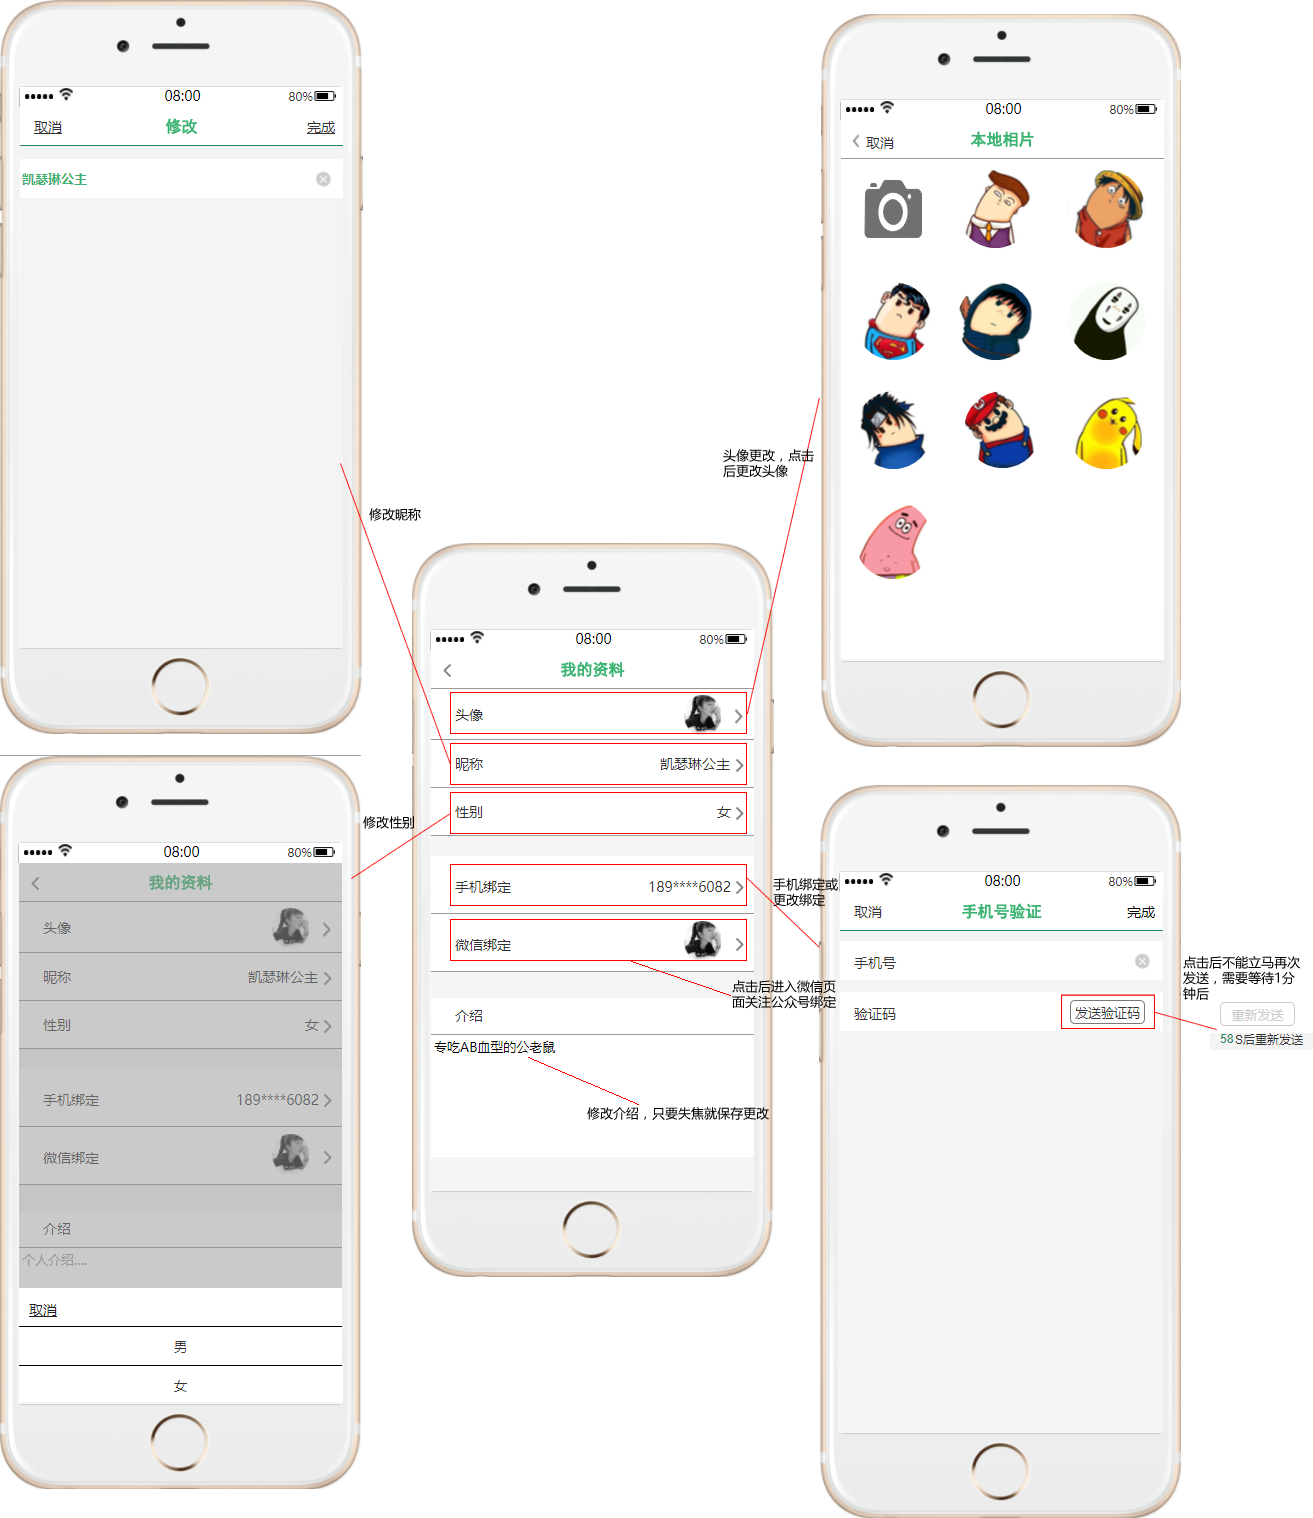 08:00
80%
取消
修改
完成
凯瑟琳公主
08:00
80%
取消
本地相片
头像更改，点击
后更改头像
修改昵称
08:00
80%
我的资料
头像
昵称
凯瑟琳公主
性别
女
手机绑定
189****6082
微信绑定
介绍
专吃AB血型的公老鼠
修改性别
手机绑定或
更改绑定
点击后进入微信页
面关注公众号绑定
修改介绍，只要失焦就保存更改
08:00
80%
我的资料
头像
昵称
凯瑟琳公主
性别
女
手机绑定
189****6082
微信绑定
介绍
个人介绍....
取消
男
女
08:00
80%
取消
手机号验证
完成
手机号
验证码
发送验证码
点击后不能立马再次
发送，需要等待1分
钟后
重新发送
58 S后重新发送